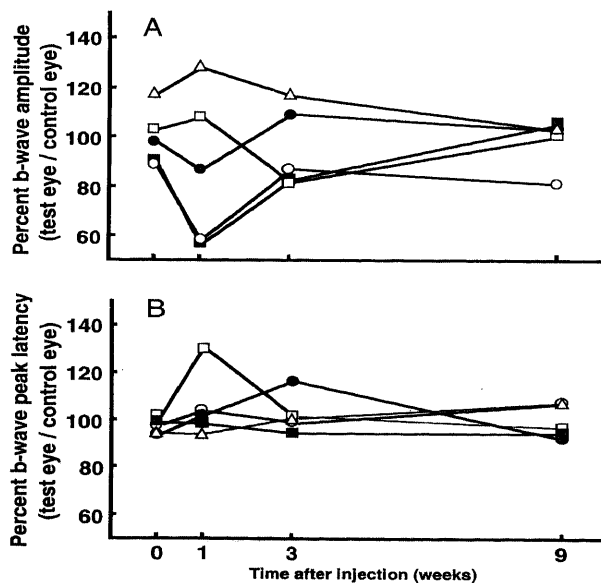 A
Percent b-wave amplitude
(test eye / control eye)
140
120
100
80
60
B
Percent b-wave peak latency
(test eye / control eye)
140
120
100
80
60
0 1 3 9
Time after injection (weeks)